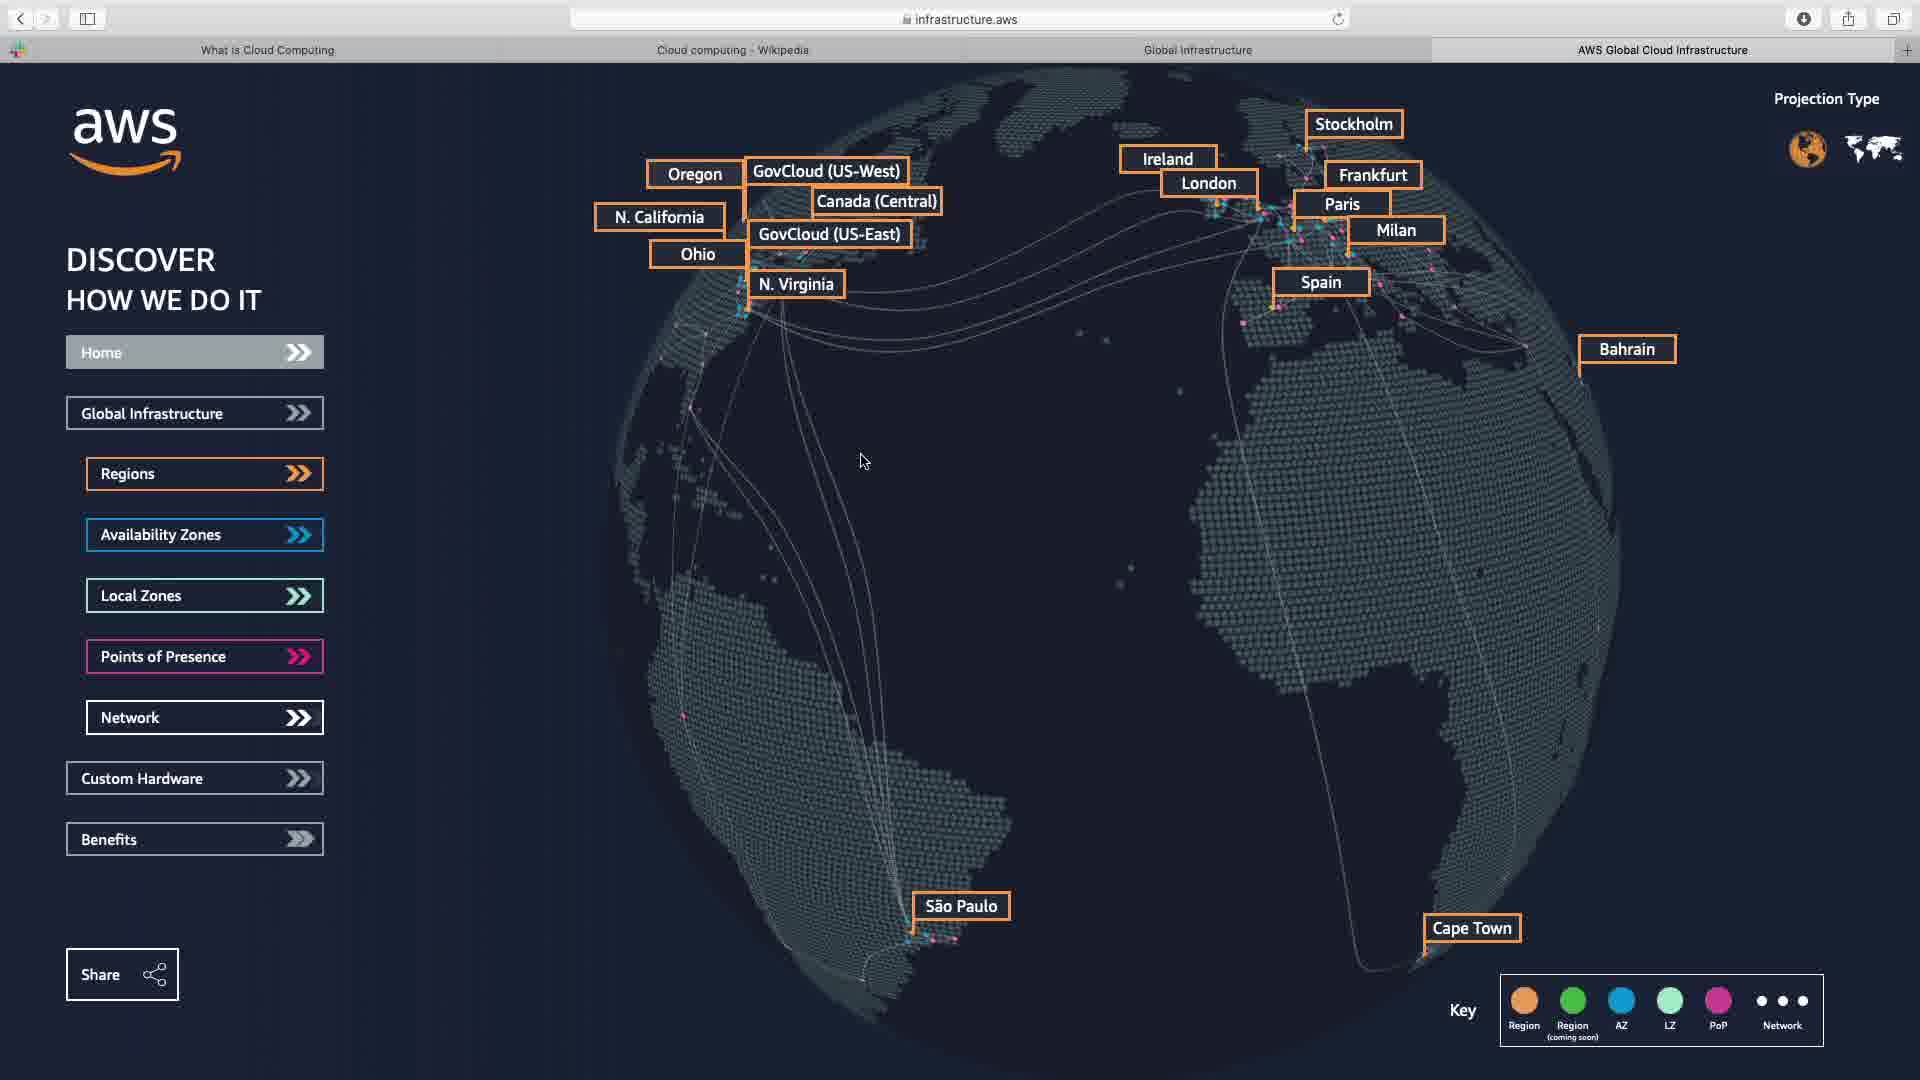 infrastructure.aws
What is Cloud Computing
Cloud computing - Wikipedia
Global Infrastructure
AWS Global Cloud Infrastructure
aws
Projection Type
DISCOVER
HOW WE DO IT
Home
Global Infrastructure
Regions
Availability Zones
Local Zones
Points of Presence
Network
Custom Hardware
Benefits
Share
Oregon
GovCloud (US-West)
Canada (Central)
N. California
GovCloud (US-East)
Ohio
N. Virginia
Stockholm
Ireland
London
Frankfurt
Paris
Milan
Spain
Bahrain
São Paulo
Cape Town
Key
Region
Region
(coming soon)
AZ
LZ
PoP
Network